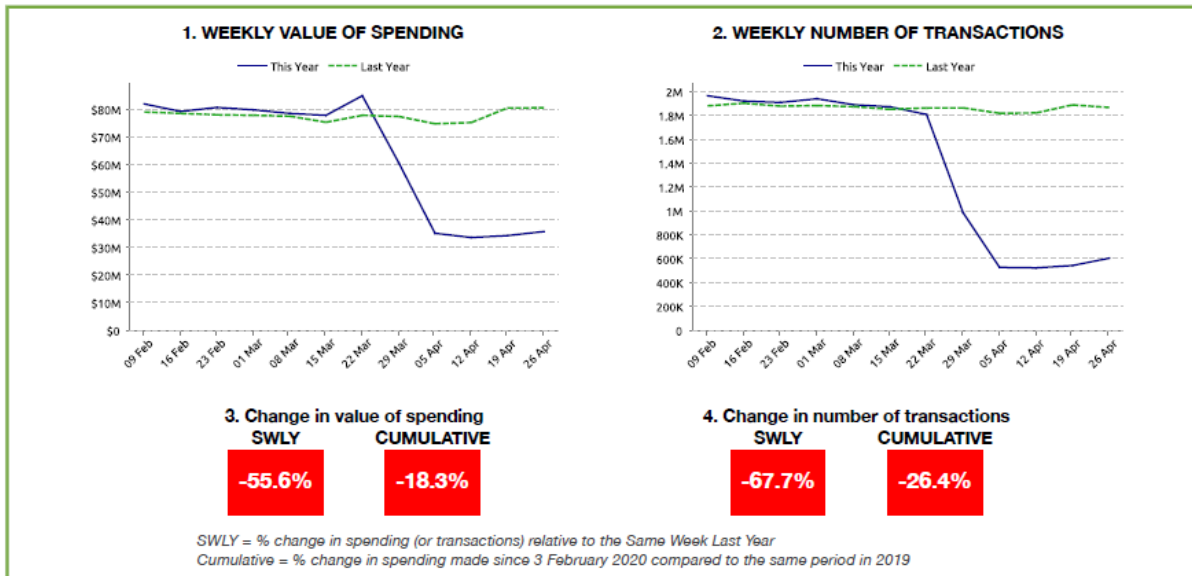 1. WEEKLY VALUE OF SPENDING
This Year
Last Year
$80M
$70M
$60M
$50M
$40M
$30M
$20M
$10M
$0
09 Feb
16 Feb
23 Feb
01 Mar
08 Mar
15 Mar
22 Mar
29 Mar
05 Apr
12 Apr
19 Apr
26 Apr
2. WEEKLY NUMBER OF TRANSACTIONS
This Year
Last Year
2M
1.8M
1.6M
1.4M
1.2M
1M
800K
600K
400K
200K
0
09 Feb
16 Feb
23 Feb
01 Mar
08 Mar
15 Mar
22 Mar
29 Mar
05 Apr
12 Apr
19 Apr
26 Apr
3. Change in value of spending
SWLY CUMULATIVE
-55.6% -18.3%
4. Change in number of transactions
SWLY CUMULATIVE
-67.7% -26.4%
SWLY = % change in spending (or transactions) relative to the Same Week Last Year
Cumulative = % change in spending made since 3 February 2020 compared to the same period in 2019